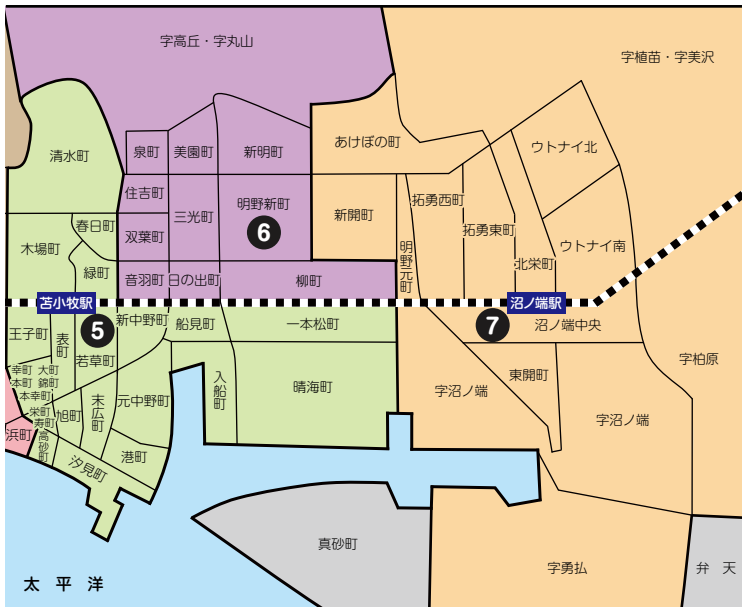 字高丘・字丸山
字植苗・字美沢
清水町
泉町
美園町
新明町
あけぼの町
ウトナイ北
住吉町
三光町
明野新町
6
新開町
拓勇西町
拓勇東町
春日町
木場町
双葉町
明野元町
北栄町
ウトナイ南
緑町
音羽町
日の出町
柳町
苫小牧駅
沼ノ端駅
5
7
王子町
表町
新中野町
船見町
一本松町
沼ノ端中央
若草町
字柏原
幸町
大町
本町
錦町
本幸町
入船町
晴海町
字沼ノ端
東開町
字沼ノ端
栄町
寿町
旭町
末広町
元中野町
浜町
高砂町
汐見町
港町
真砂町
字勇払
弁天
太平洋